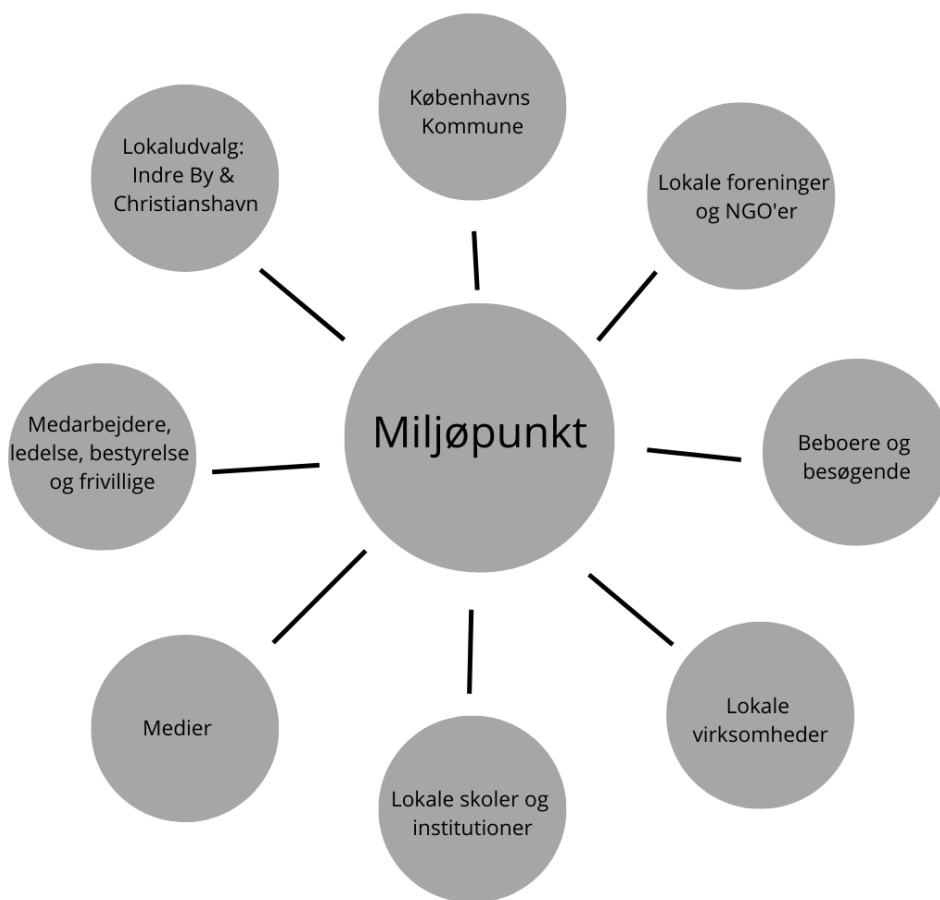 Københavns
Kommune
Lokaludvalg:
Indre By &
Christianshavn
Lokale foreninger
og NGO'er
Miljøpunkt
Medarbejdere,
ledelse, bestyrelse
og frivillige
Beboere og
besøgende
Medier
Lokale
virksomheder
Lokale skoler og
institutioner